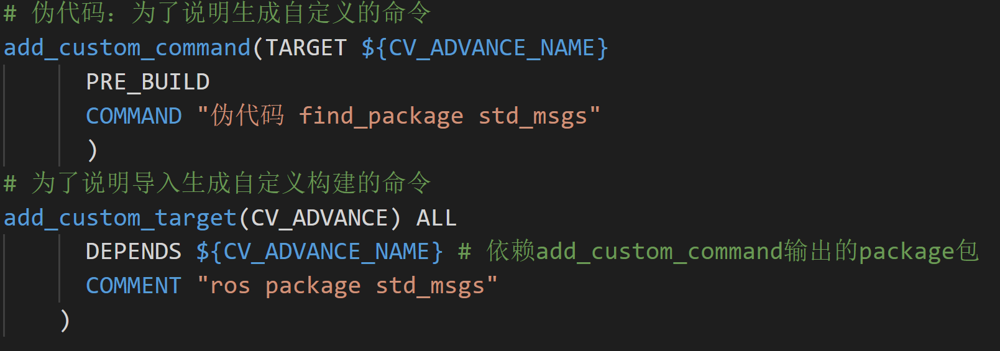 # 伪代码：为了说明生成自定义的命令
add_custom_command(TARGET ${CV_ADVANCE_NAME}
PRE_BUILD
COMMAND "伪代码 find_package std_msgs"
)
# 为了说明导入生成自定义构建的命令
add_custom_target(CV_ADVANCE) ALL
DEPENDS ${CV_ADVANCE_NAME} # 依赖add_custom_command输出的package包
COMMENT "ros package std_msgs"
)